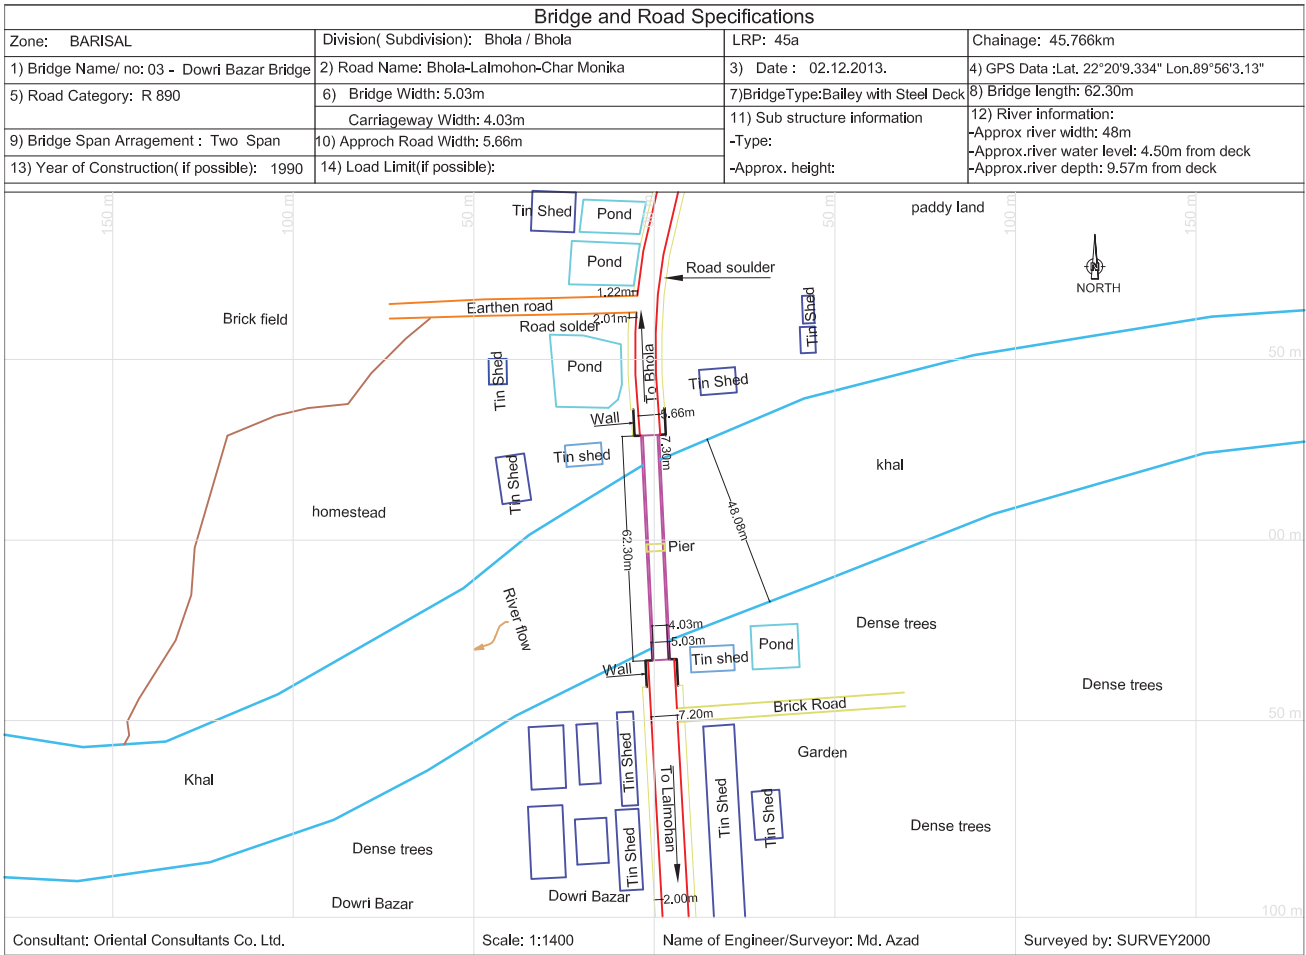 Bridge and Road Specifications
Zone: BARISAL
Division( Subdivision): Bhola / Bhola
LRP: 45a
Chainage: 45.766km
1) Bridge Name/ no: 03 - Dowri Bazar Bridge
2) Road Name: Bhola-Lalmohon-Char Monika
3) Date : 02.12.2013.
4) GPS Data :Lat. 22°20'9.334" Lon.89°56'3.13"
5) Road Category: R 890
6) Bridge Width: 5.03m
Carriageway Width: 4.03m
7)BridgeType:Bailey with Steel Deck
8) Bridge length: 62.30m
9) Bridge Span Arragement : Two Span
10) Approch Road Width: 5.66m
11) Sub structure information
-Type:
-Approx. height:
12) River information:
-Approx river width: 48m
-Approx.river water level: 4.50m from deck
-Approx.river depth: 9.57m from deck
13) Year of Construction( if possible): 1990
14) Load Limit(if possible):
150 m
100 m
50 m
50 m
100 m
150 m
Tin Shed
Pond
paddy land
Pond
Road soulder
NORTH
N
1.22m
Earthen road
Tin Shed
Brick field
2.01m
Road solder
Tin Shed
50 m
Pond
To Bhola
Tin Shed
Tin Shed
Wall
5.66m
7.30m
Tin shed
Tin Shed
khal
homestead
48.08m
62.30m
Pier
00 m
River flow
4.03m
5.03m
Dense trees
Pond
Tin shed
Wall
Dense trees
Brick Road
7.20m
50 m
Tin Shed
Garden
Khal
To Lalmohan
Tin Shed
Tin Shed
Dense trees
Tin Shed
Dense trees
Dowri Bazar
Dowri Bazar
2.00m
100 m
Consultant: Oriental Consultants Co. Ltd.
Scale: 1:1400
Name of Engineer/Surveyor: Md. Azad
Surveyed by: SURVEY2000